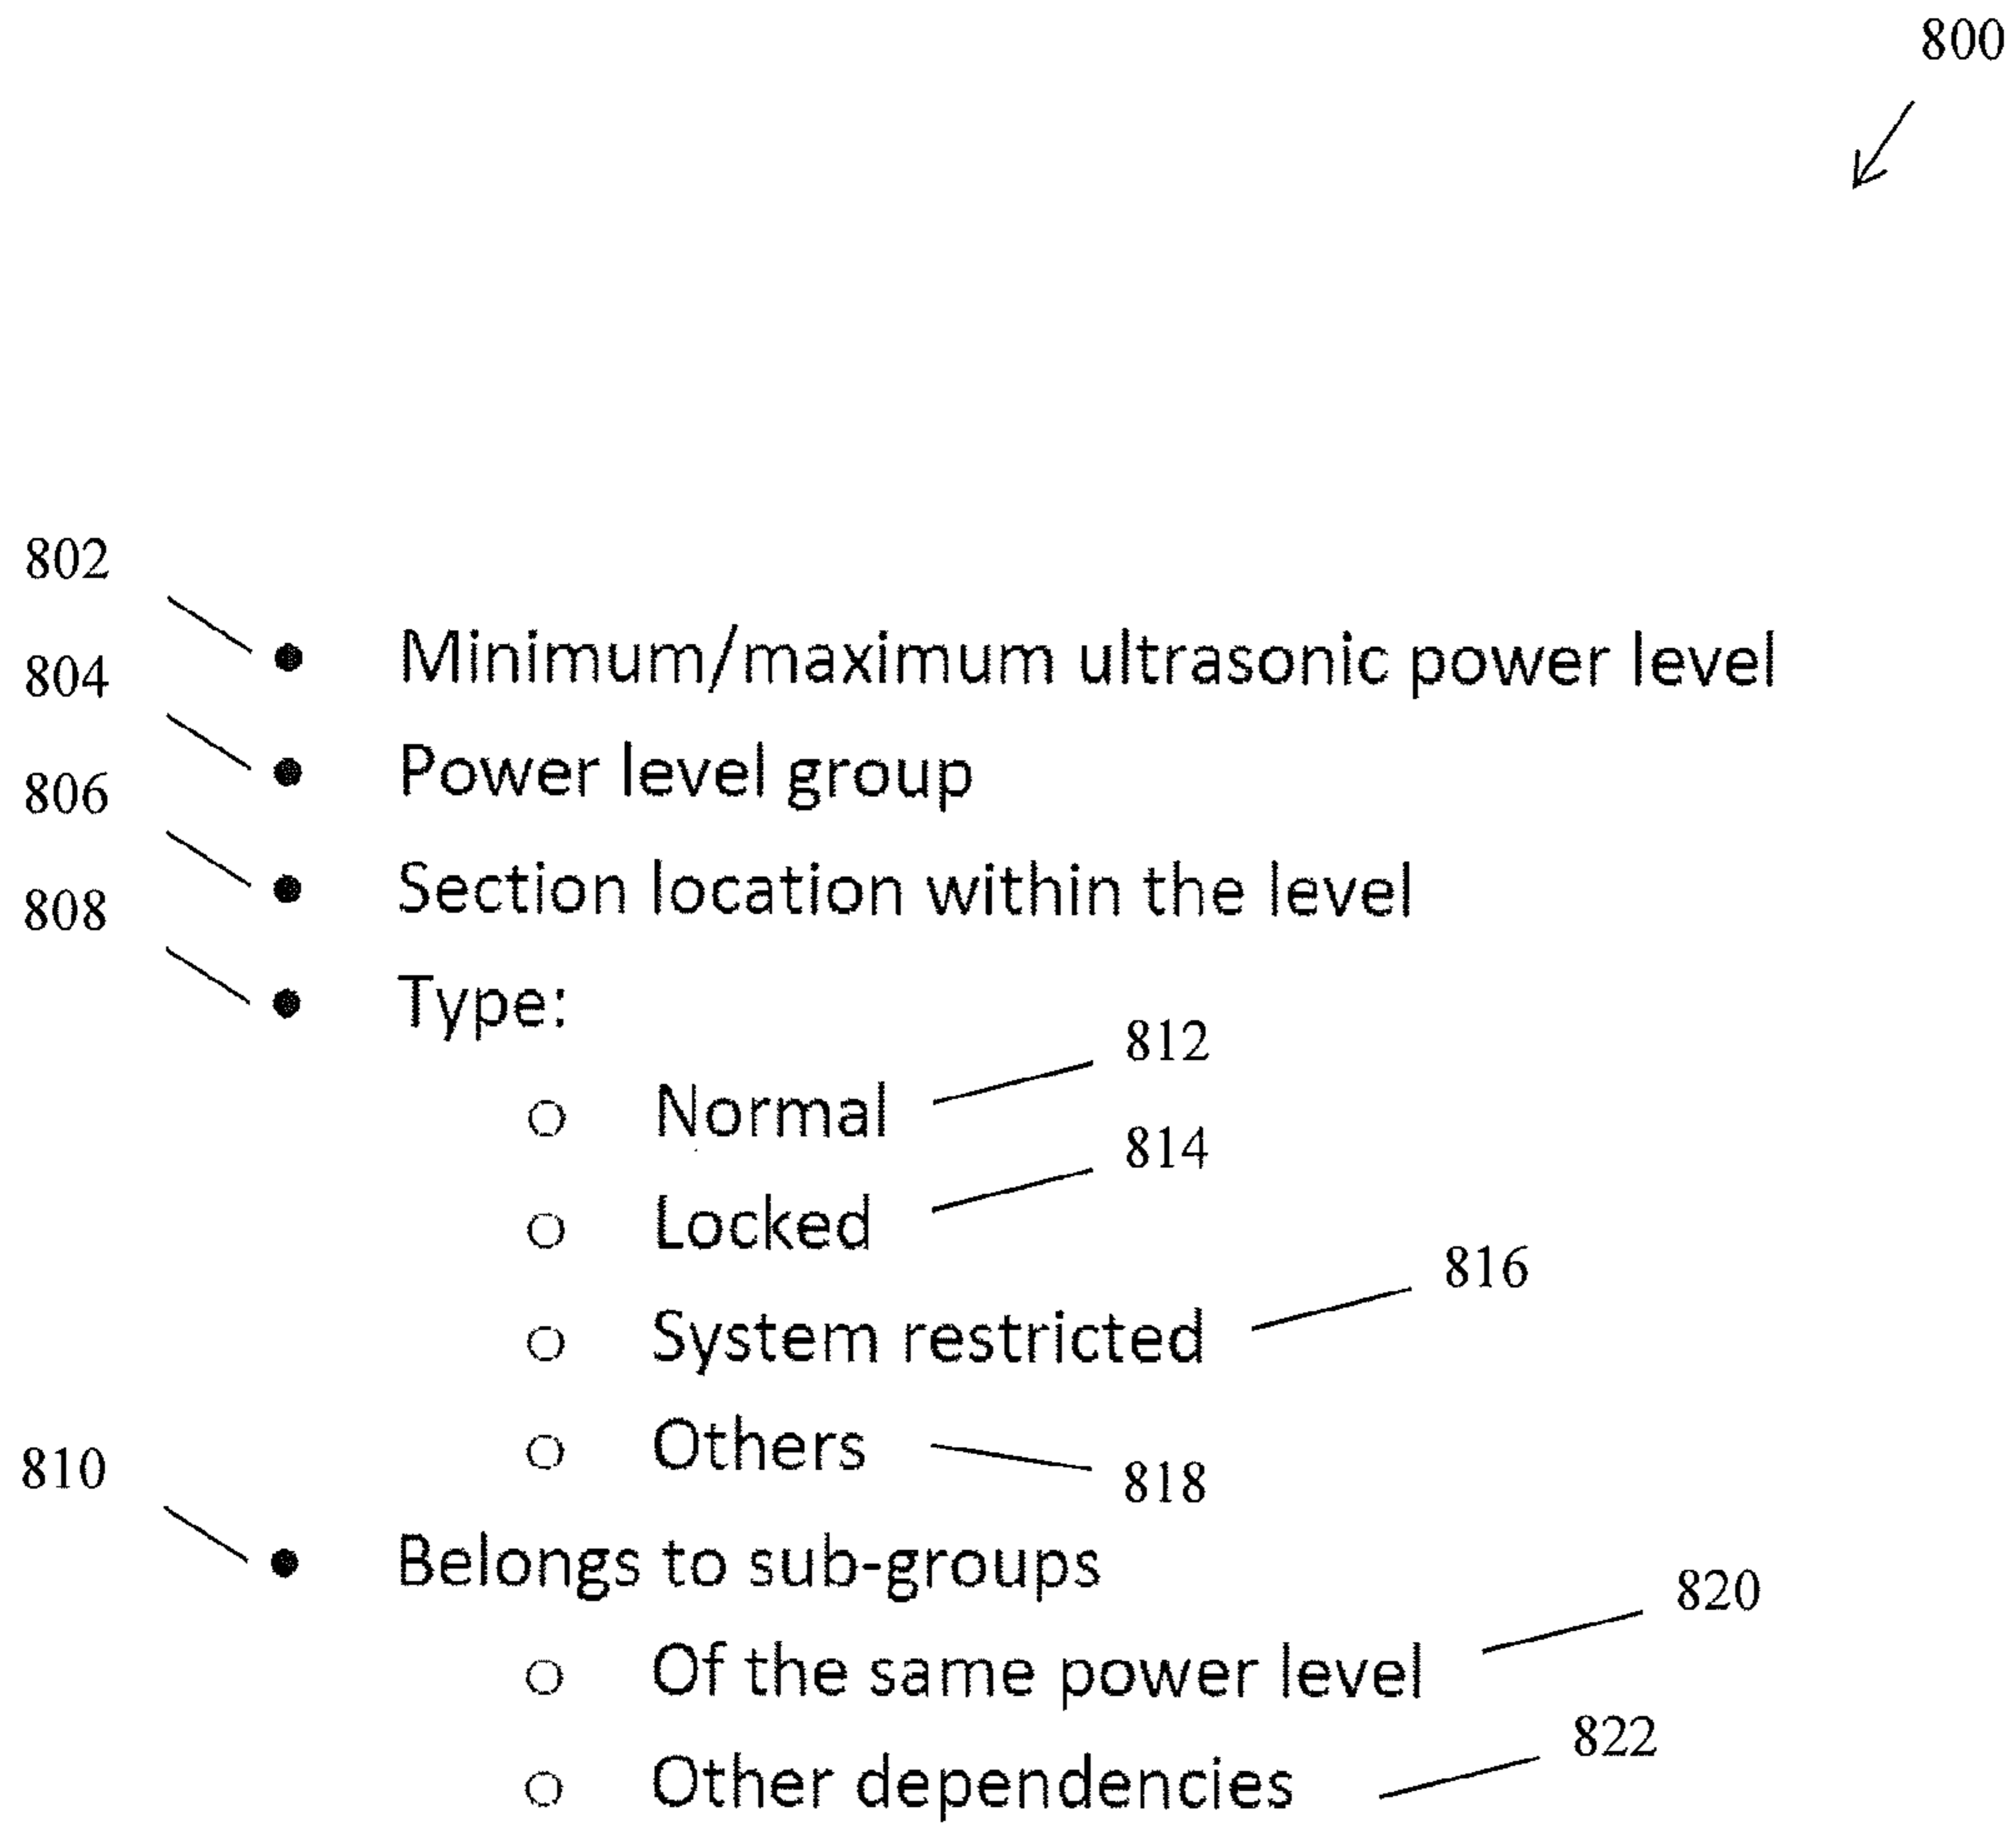 800
802
• Minimum/maximum ultrasonic power level
804
• Power level group
806
• Section location within the level
808
• Type:
812
○ Normal
814
○ Locked
816
○ System restricted
○ Others
818
810
• Belongs to sub-groups
820
○ Of the same power level
822
○ Other dependencies